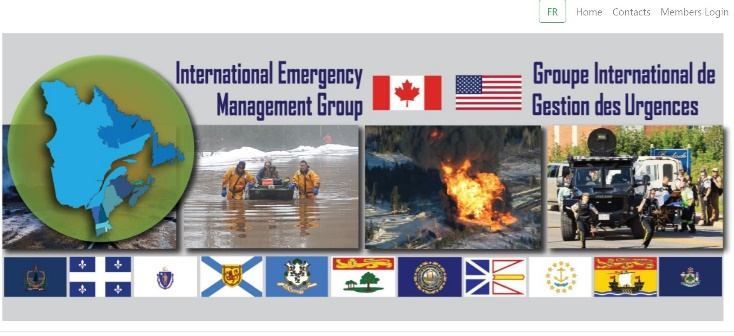 FR Home Contacts Members Login
International Emergency
Management Group
Groupe International de
Gestion des Urgences